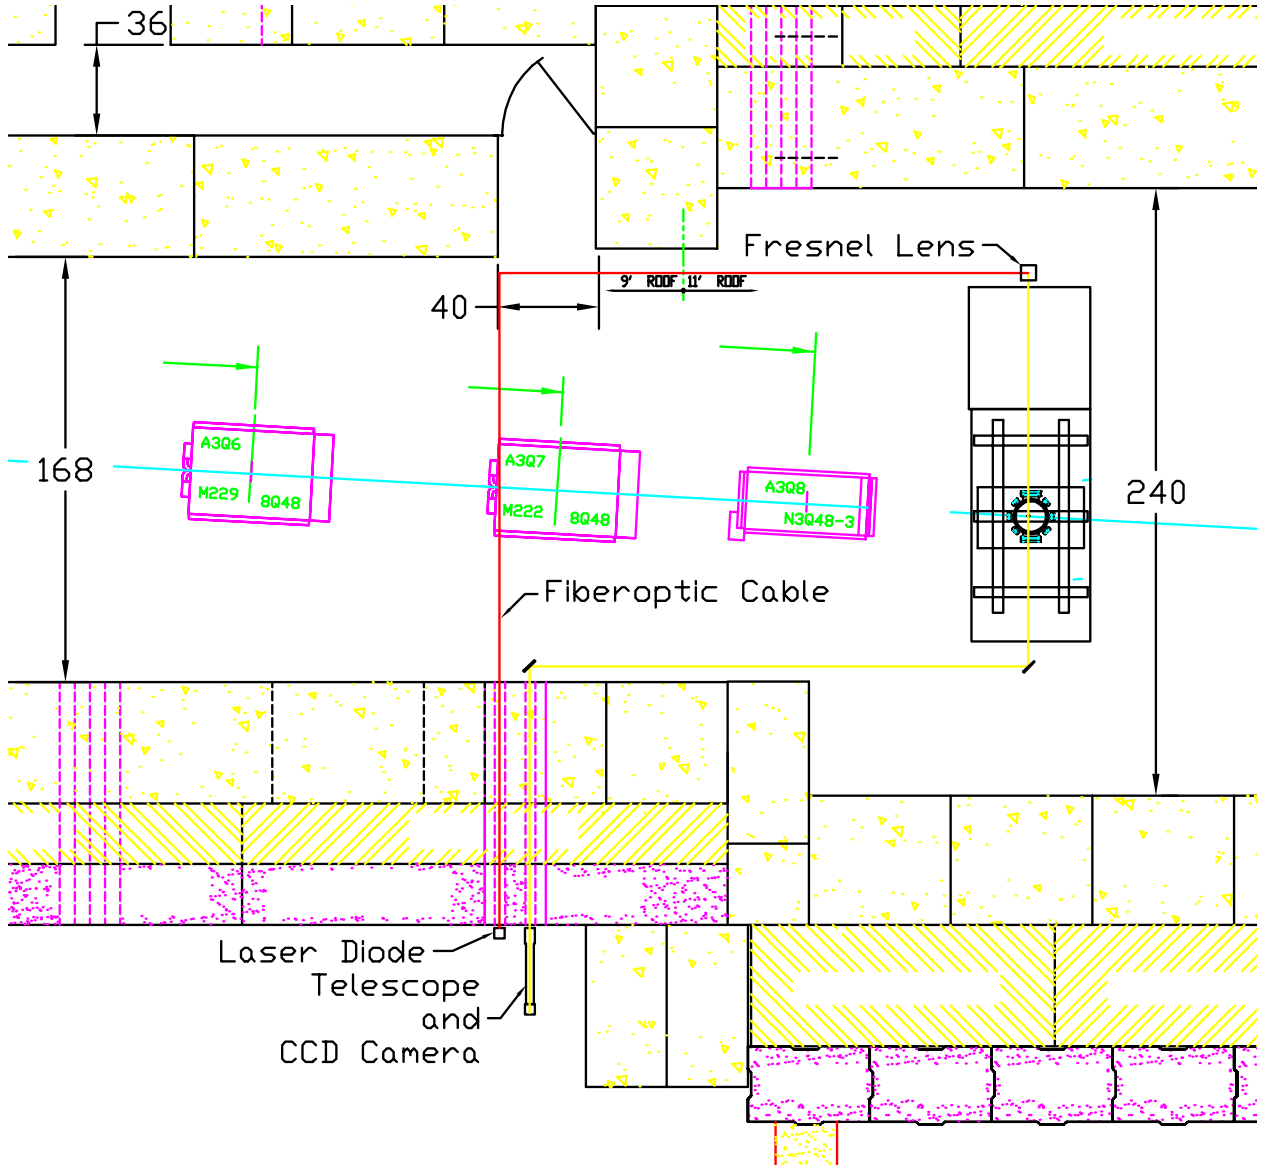 36
Fresnel Lens
9' ROOF 11' ROOF
40
A3Q6
M229 8Q48
A3Q7
M222 8Q48
A3Q8
N3Q48-3
168
240
Fiberoptic Cable
Laser Diode
Telescope
and
CCD Camera